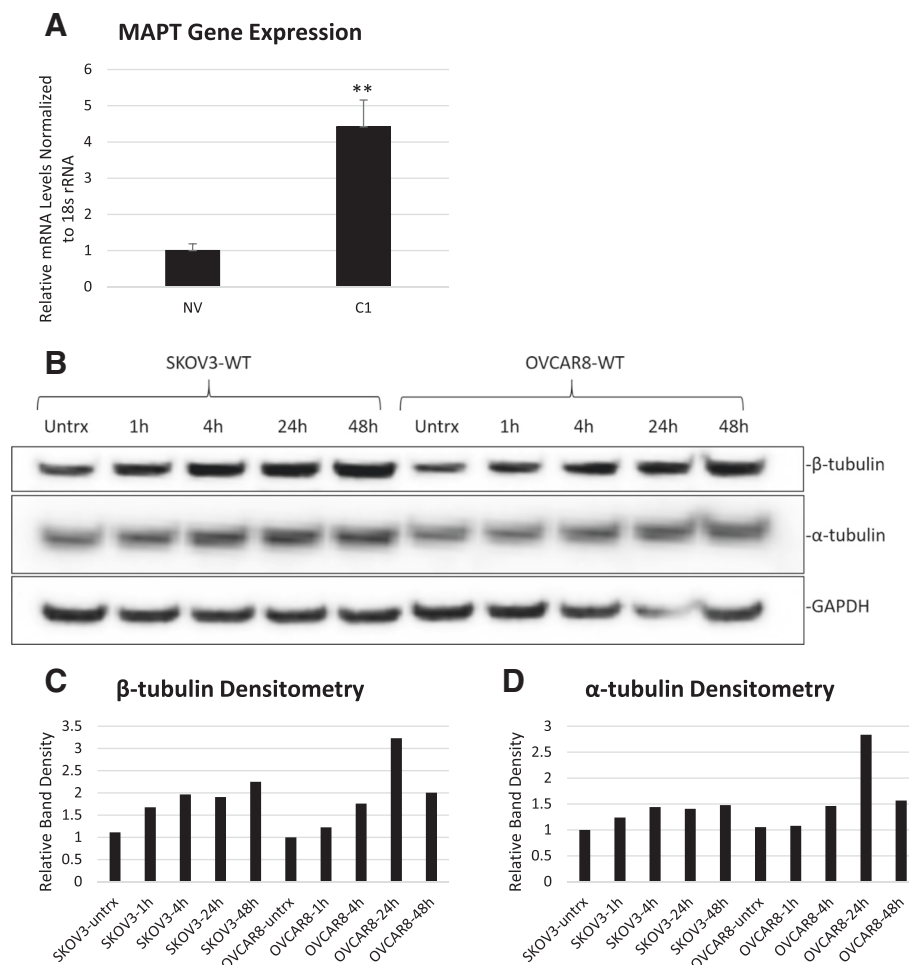 A
MAPT Gene Expression
Relative mRNA Levels Normalized
to 18s rRNA
6
5
4
3
2
1
0
**
NV
C1
B
SKOV3-WT
OVCAR8-WT
Untrx 1h 4h 24h 48h Untrx 1h 4h 24h 48h
-β-tubulin
-α-tubulin
-GAPDH
C
β-tubulin Densitometry
Relative Band Density
3.5
3
2.5
2
1.5
1
0.5
0
SKOV3-untrx
SKOV3-1h
SKOV3-4h
SKOV3-24h
SKOV3-48h
OVCAR8-untrx
OVCAR8-1h
OVCAR8-4h
OVCAR8-24h
OVCAR8-48h
D
α-tubulin Densitometry
Relative Band Density
3
2.5
2
1.5
1
0.5
0
SKOV3-untrx
SKOV3-1h
SKOV3-4h
SKOV3-24h
SKOV3-48h
OVCAR8-untrx
OVCAR8-1h
OVCAR8-4h
OVCAR8-24h
OVCAR8-48h